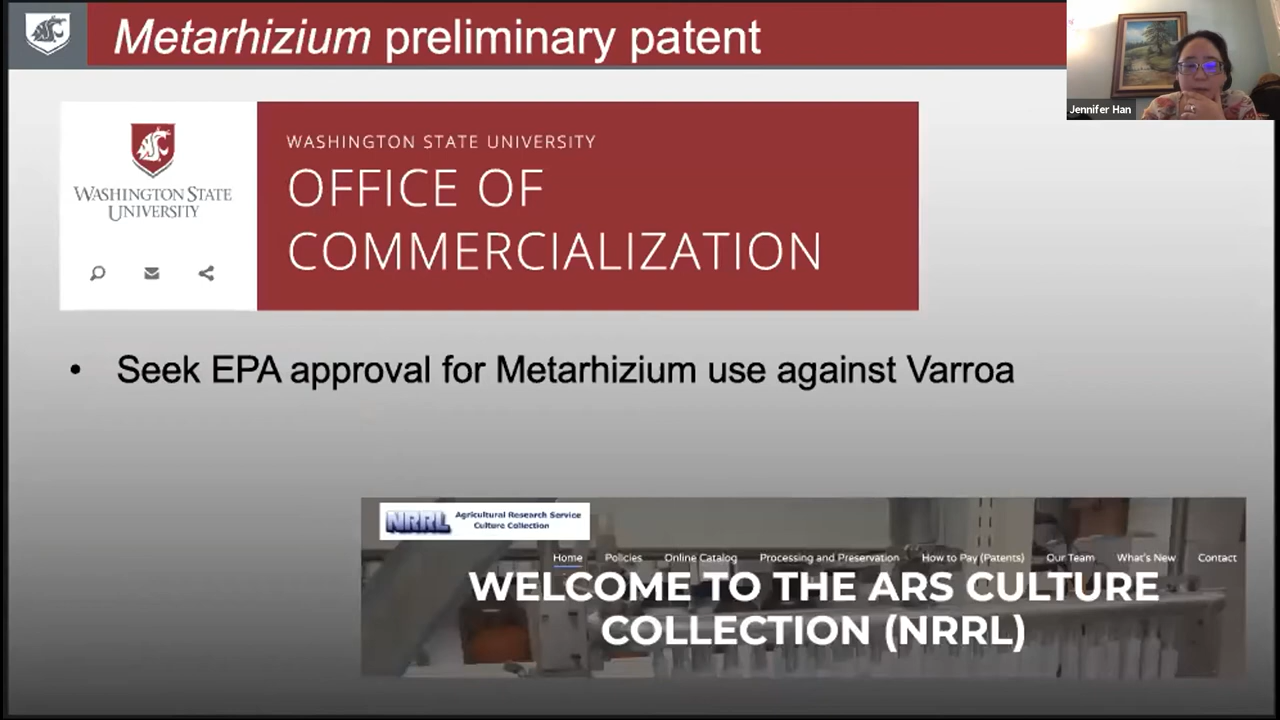 Metarhizium preliminary patent
Jennifer Han
WASHINGTON STATE UNIVERSITY
OFFICE OF
COMMERCIALIZATION
WASHINGTON STATE
UNIVERSITY
• Seek EPA approval for Metarhizium use against Varroa
NRRL
Agricultural Research Service
Culture Collection
Home Policies Online Catalog Processing and Preservation How to Pay (Patents) Our Team What's New Contact
WELCOME TO THE ARS CULTURE
COLLECTION (NRRL)